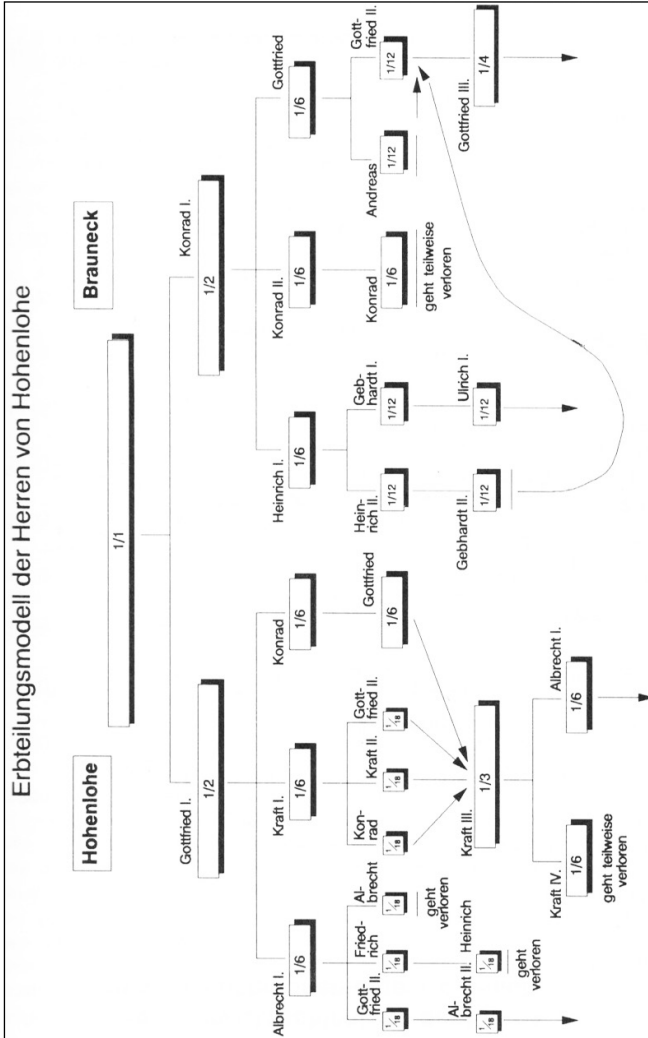 Erbteilungsmodell der Herren von Hohenlohe
Hohenlohe
Brauneck
1/1
Gottfried I.
1/2
Konrad I.
1/2
Albrecht I.
1/6
Kraft I.
1/6
Konrad
1/6
Heinrich I.
1/6
Konrad II.
1/6
Gottfried
1/6
Gott-
fried II.
1/18
Fried-
rich
1/18
Al-
brecht
1/18
geht
verloren
Kon-
rad
1/18
Kraft II.
1/18
Gott-
fried II.
1/18
Gottfried
1/6
Hein-
rich II.
1/12
Geb-
hardt I.
1/12
Konrad
1/6
geht teilweise
verloren
Andreas
1/12
Gott-
fried II.
1/12
Al-
brecht II.
1/18
Heinrich
1/18
geht
verloren
Kraft III.
1/3
Gebhardt II.
1/12
Ulrich I.
1/12
Gottfried III.
1/4
Kraft IV.
1/6
geht teilweise
verloren
Albrecht I.
1/6